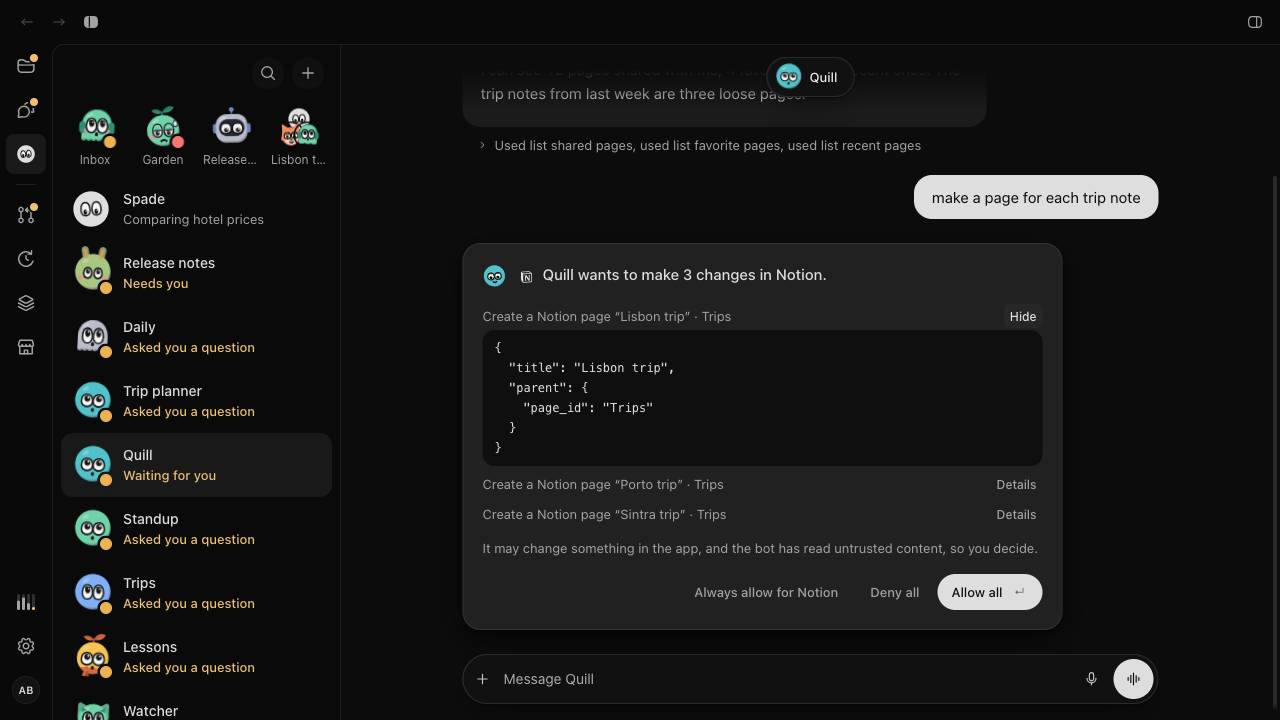 Quill
trip notes from last week are three loose pages.
Used list shared pages, used list favorite pages, used list recent pages
make a page for each trip note
Inbox
Garden
Release...
Lisbon t...
Spade
Comparing hotel prices
Release notes
Needs you
Daily
Asked you a question
Trip planner
Asked you a question
Quill
Waiting for you
Standup
Asked you a question
Trips
Asked you a question
Lessons
Asked you a question
Watcher
AB
Quill wants to make 3 changes in Notion.
Create a Notion page “Lisbon trip” · Trips
Hide
{
"title": "Lisbon trip",
"parent": {
"page_id": "Trips"
}
}
Create a Notion page “Porto trip” · Trips
Details
Create a Notion page “Sintra trip” · Trips
Details
It may change something in the app, and the bot has read untrusted content, so you decide.
Always allow for Notion
Deny all
Allow all
Message Quill